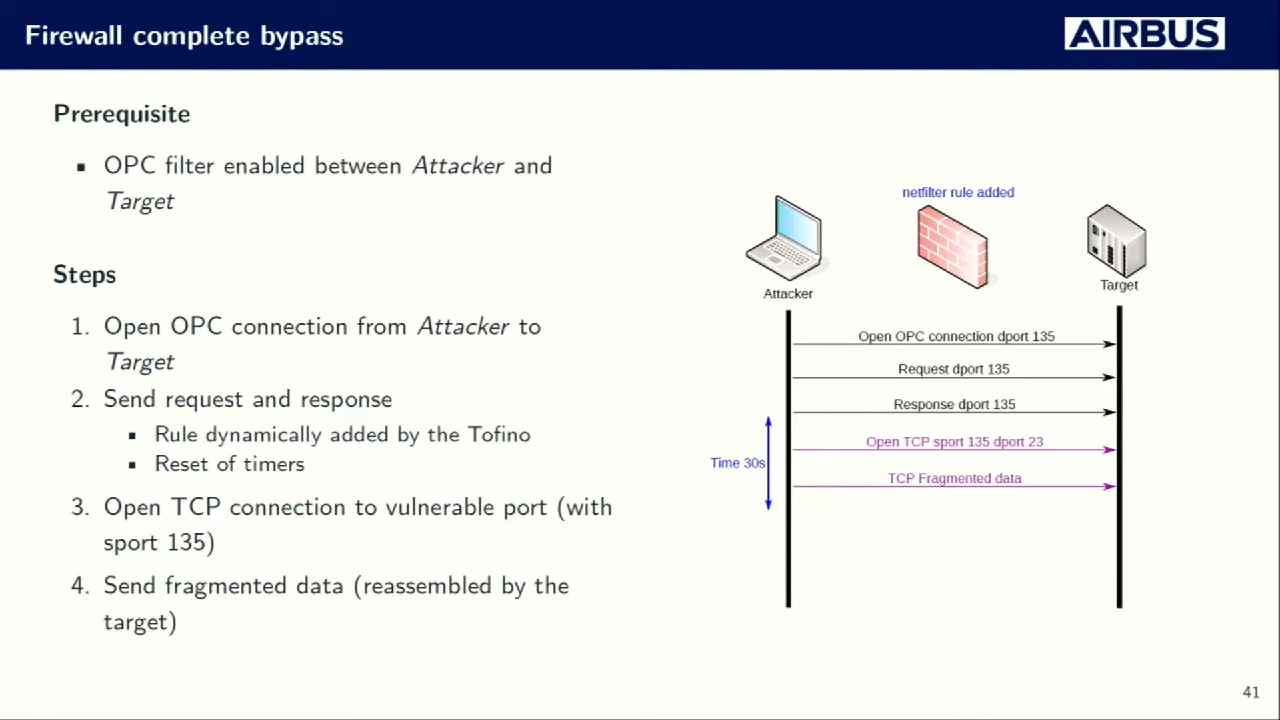 Firewall complete bypass
AIRBUS
Prerequisite
▪ OPC filter enabled between Attacker and
Target
Steps
1. Open OPC connection from Attacker to
Target
2. Send request and response
▪ Rule dynamically added by the Tofino
▪ Reset of timers
3. Open TCP connection to vulnerable port (with
sport 135)
4. Send fragmented data (reassembled by the
target)
netfilter rule added
Attacker
Target
Open OPC connection dport 135
Request dport 135
Response dport 135
Open TCP sport 135 dport 23
Time 30s
TCP Fragmented data
41